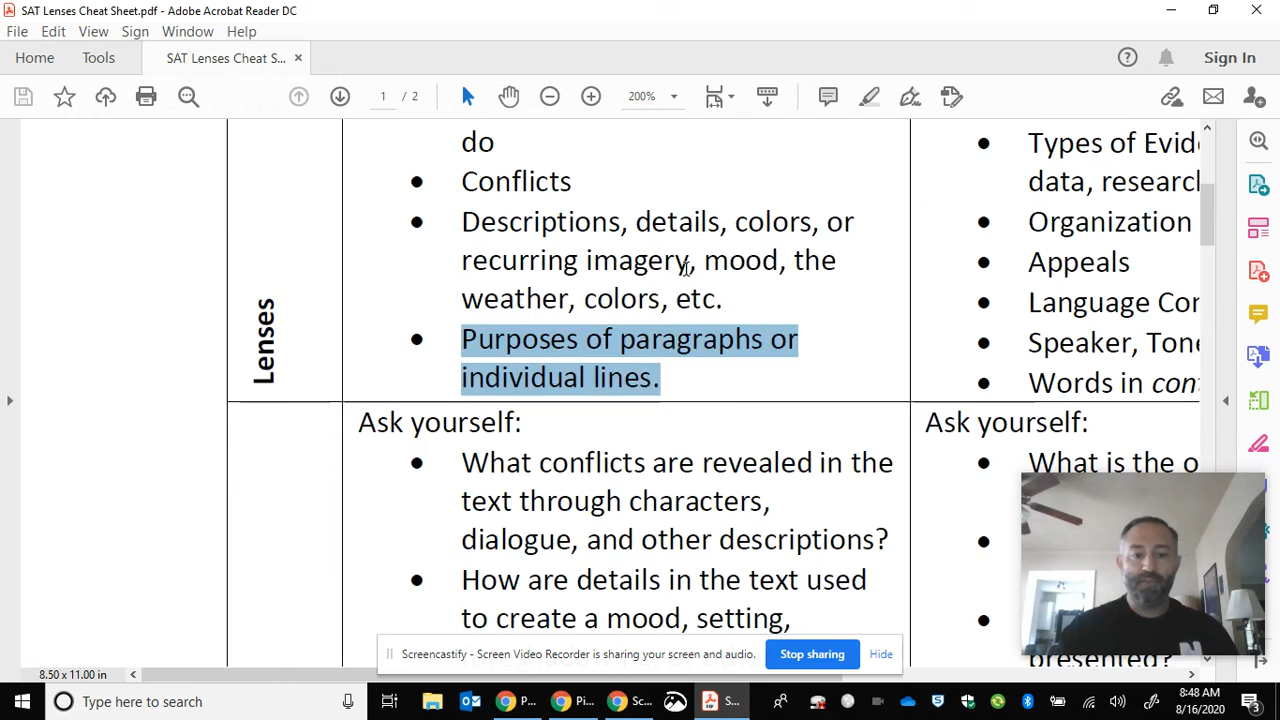 SAT Lenses Cheat Sheet.pdf - Adobe Acrobat Reader DC
File Edit View Sign Window Help
Home Tools SAT Lenses Cheat S... Sign In
1 / 2 200%
do
Conflicts
Descriptions, details, colors, or
recurring imagery, mood, the
weather, colors, etc.
Purposes of paragraphs or
individual lines.
Lenses
Types of Evid
data, research
Organization
Appeals
Language Con
Speaker, Tone
Words in con
Ask yourself:
What conflicts are revealed in the
text through characters,
dialogue, and other descriptions?
How are details in the text used
to create a mood, setting,
Ask yourself:
What is the o
presented?
Screencastify - Screen Video Recorder is sharing your screen and audio. Stop sharing Hide
8.50 x 11.00 in
Type here to search
P... Pi... Sc... S...
8:48 AM
8/16/2020
3